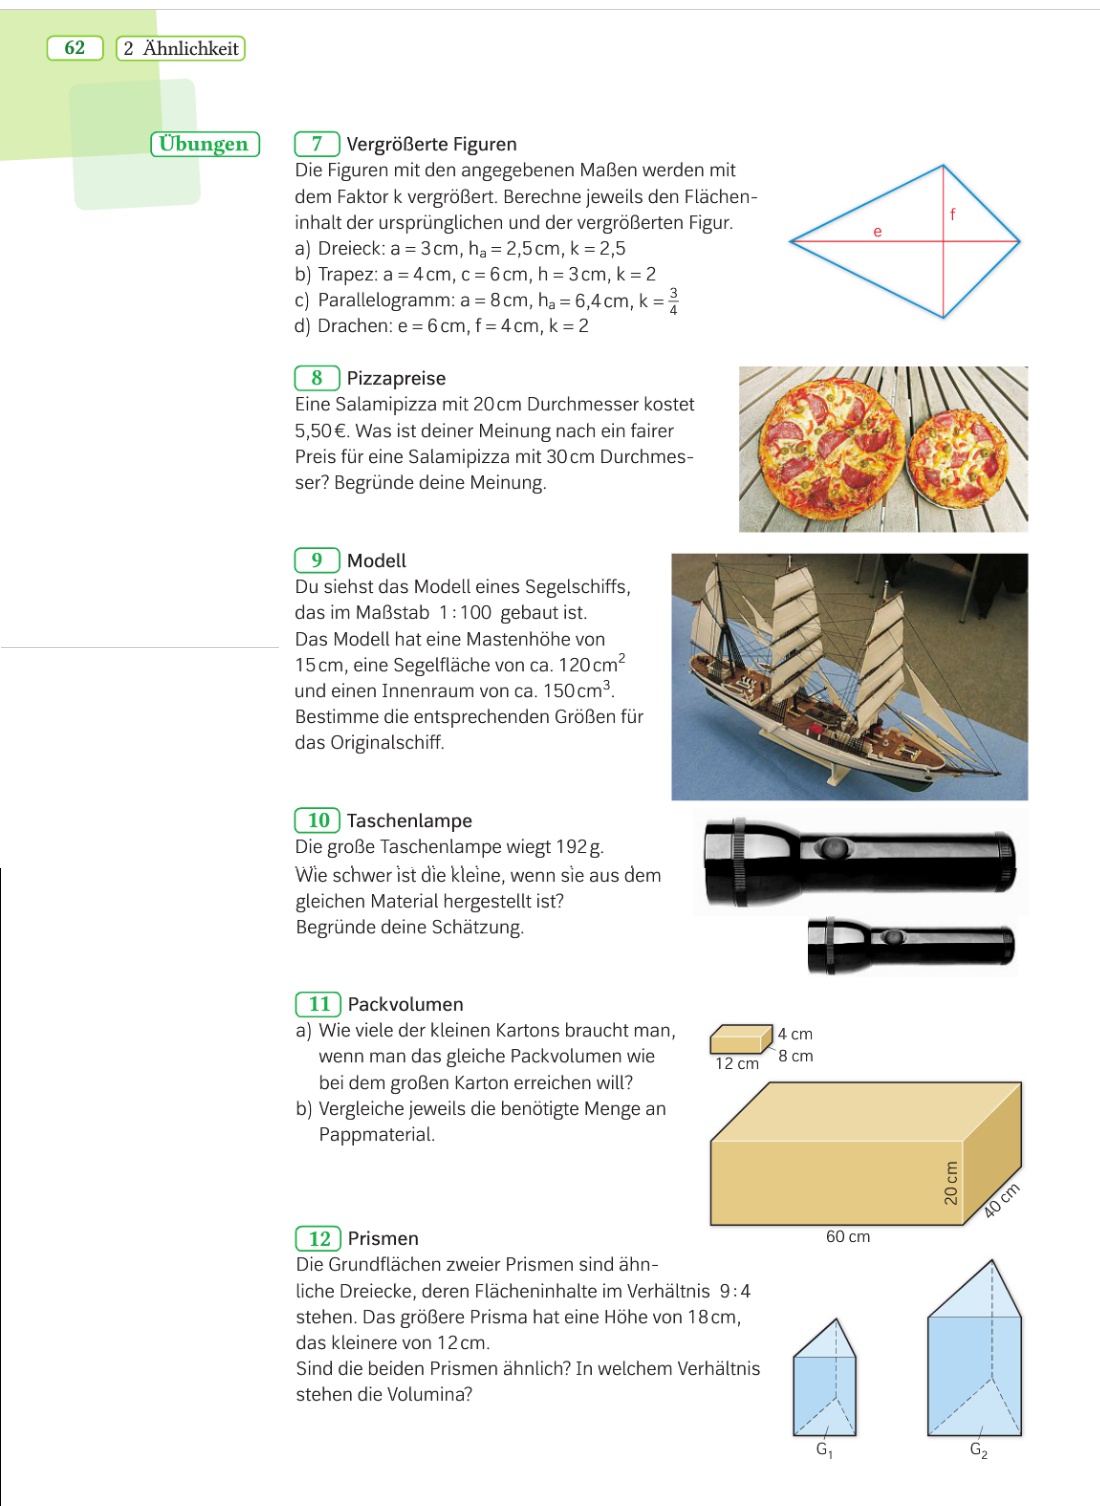 62 2 Ähnlichkeit
Übungen
7 Vergrößerte Figuren
Die Figuren mit den angegebenen Maßen werden mit
dem Faktor k vergrößert. Berechne jeweils den Flächen-
inhalt der ursprünglichen und der vergrößerten Figur.
a) Dreieck: a = 3 cm, hₐ = 2,5 cm, k = 2,5
b) Trapez: a = 4 cm, c = 6 cm, h = 3 cm, k = 2
c) Parallelogramm: a = 8 cm, hₐ = 6,4 cm, k = 3/4
d) Drachen: e = 6 cm, f = 4 cm, k = 2
f
e
8 Pizzapreise
Eine Salamipizza mit 20 cm Durchmesser kostet
5,50 €. Was ist deiner Meinung nach ein fairer
Preis für eine Salamipizza mit 30 cm Durchmes-
ser? Begründe deine Meinung.
9 Modell
Du siehst das Modell eines Segelschiffs,
das im Maßstab 1 : 100 gebaut ist.
Das Modell hat eine Mastenhöhe von
15 cm, eine Segelfläche von ca. 120 cm²
und einen Innenraum von ca. 150 cm³.
Bestimme die entsprechenden Größen für
das Originalschiff.
10 Taschenlampe
Die große Taschenlampe wiegt 192 g.
Wie schwer ist die kleine, wenn sie aus dem
gleichen Material hergestellt ist?
Begründe deine Schätzung.
11 Packvolumen
a) Wie viele der kleinen Kartons braucht man,
wenn man das gleiche Packvolumen wie
bei dem großen Karton erreichen will?
b) Vergleiche jeweils die benötigte Menge an
Pappmaterial.
4 cm
8 cm
12 cm
20 cm
40 cm
60 cm
12 Prismen
Die Grundflächen zweier Prismen sind ähn-
liche Dreiecke, deren Flächeninhalte im Verhältnis 9 : 4
stehen. Das größere Prisma hat eine Höhe von 18 cm,
das kleinere von 12 cm.
Sind die beiden Prismen ähnlich? In welchem Verhältnis
stehen die Volumina?
G₁
G₂